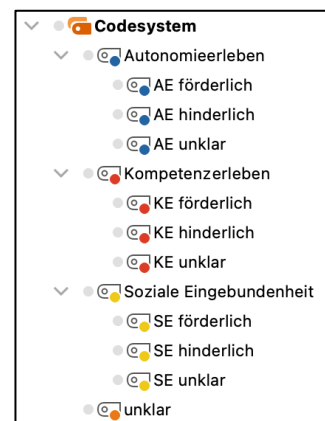 Codesystem
Autonomieerleben
AE förderlich
AE hinderlich
AE unklar
Kompetenzerleben
KE förderlich
KE hinderlich
KE unklar
Soziale Eingebundenheit
SE förderlich
SE hinderlich
SE unklar
unklar